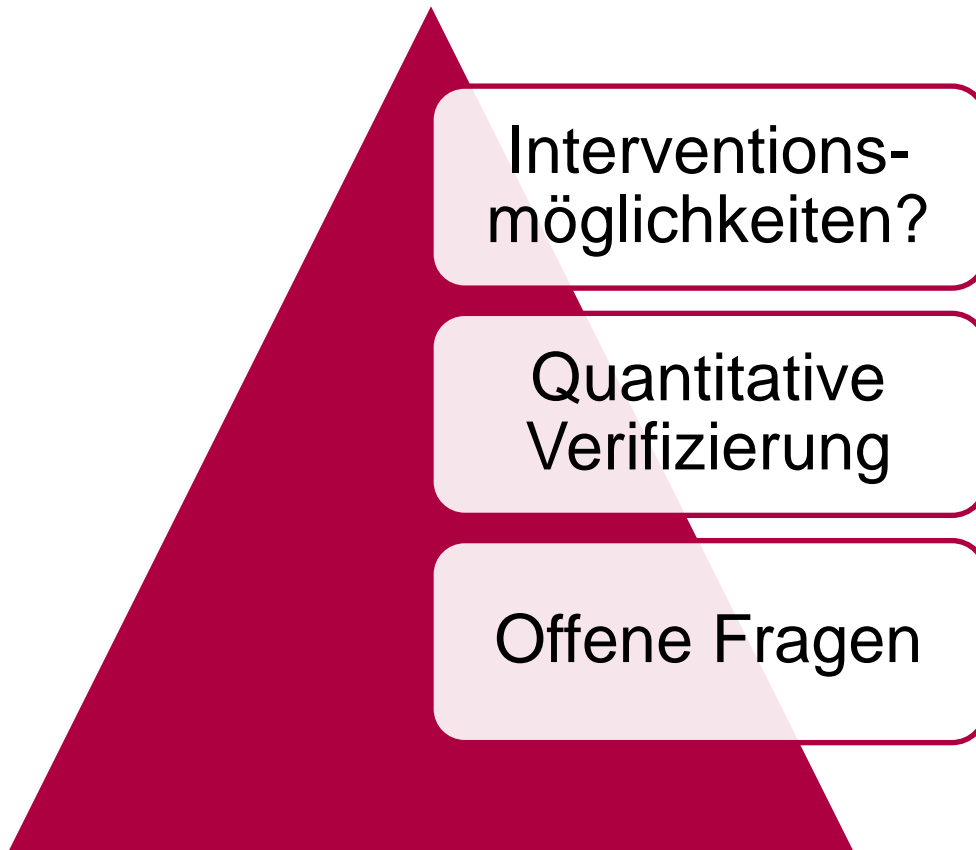 Interventions-
möglichkeiten?
Quantitative
Verifizierung
Offene Fragen